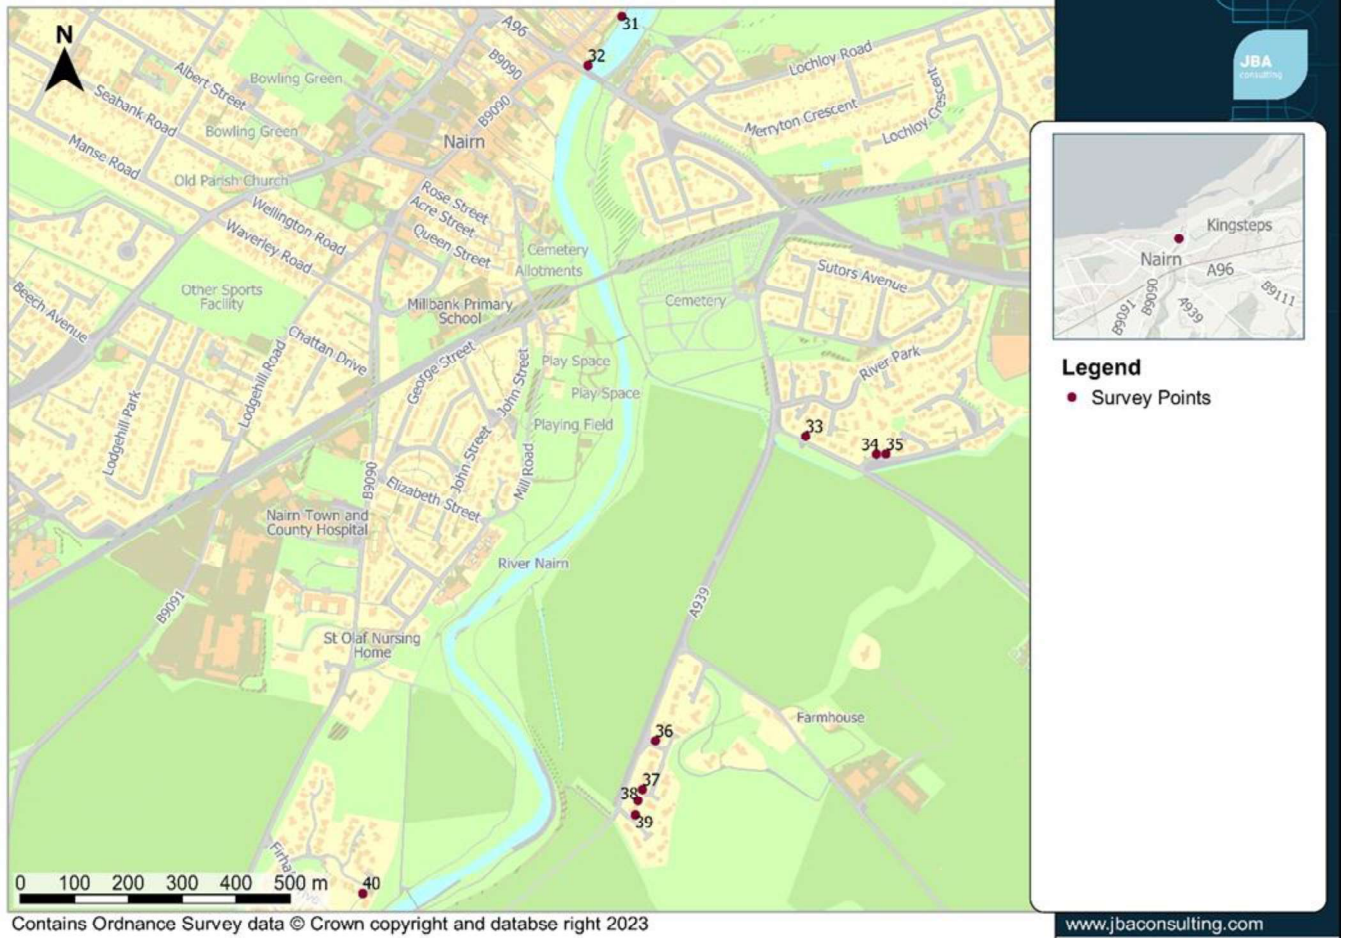 N
A96
31
32
B9090
Lochloy Road
Albert Street
Bowling Green
Seabank Road
B9090
Merryton Crescent
Lochloy Crescent
Bowling Green
Manse Road
Nairn
Old Parish Church
Rose Street
Acre Street
Wellington Road
Queen Street
Waverley Road
Cemetery
Allotments
Sutors Avenue
Beech Avenue
Other Sports
Facility
Millbank Primary
School
Cemetery
Chattan Drive
George Street
John Street
Play Space
River Park
Lodgehill Road
Play Space
Lodgehill Park
Playing Field
33
34 35
John Street
Mill Road
B9090
Elizabeth Street
Nairn Town and
County Hospital
River Nairn
A939
B9091
St Olaf Nursing
Home
Farmhouse
36
37
38
39
40
0 100 200 300 400 500 m
Contains Ordnance Survey data © Crown copyright and databse right 2023
JBA
consulting
Kingsteps
Nairn
A96
B9090
B9091
A939
B9111
Legend
Survey Points
www.jbaconsulting.com